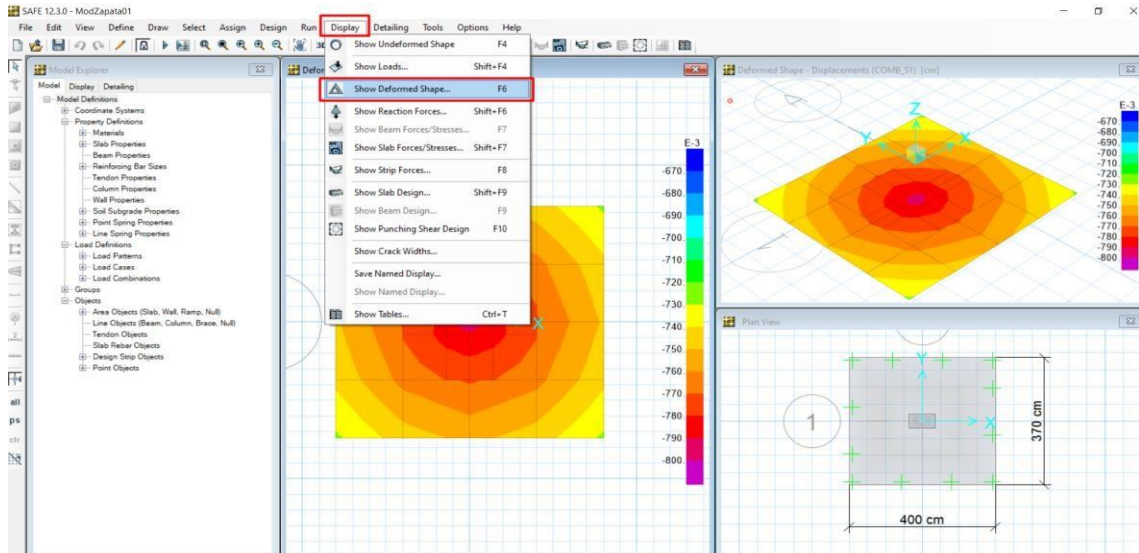 SAFE 12.3.0 - ModZapata01
File Edit View Define Draw Select Assign Design Run Display Detailing Tools Options Help
Model Explorer
Model Display Detailing
Model Definitions
Coordinate Systems
Property Definitions
Materials
Slab Properties
Beam Properties
Reinforcing Bar Sizes
Tendon Properties
Column Properties
Wall Properties
Soil Subgrade Properties
Point Spring Properties
Line Spring Properties
Load Definitions
Load Patterns
Load Cases
Load Combinations
Groups
Objects
Area Objects (Slab, Wall, Ramp, Null)
Line Objects (Beam, Column, Brace, Null)
Tendon Objects
Slab Rebar Objects
Design Strip Objects
Point Objects
all
ps
clr
Show Undeformed Shape F4
Show Loads... Shift+F4
Show Deformed Shape... F6
Show Reaction Forces... Shift+F6
Show Beam Forces/Stresses... F7
Show Slab Forces/Stresses... Shift+F7
Show Strip Forces... F8
Show Slab Design... Shift+F9
Show Beam Design... F9
Show Punching Shear Design F10
Show Crack Widths...
Save Named Display...
Show Named Display...
Show Tables... Ctrl+T
X
E-3
-670
-680
-690
-700
-710
-720
-730
-740
-750
-760
-770
-780
-790
-800
Deformed Shape - Displacements (COMB_S1) [cm]
Z
Y
X
A
1
E-3
-670
-680
-690
-700
-710
-720
-730
-740
-750
-760
-770
-780
-790
-800
Plan View
Y
1
X
370 cm
400 cm